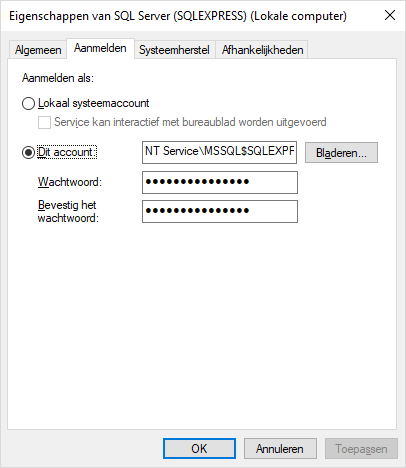 Eigenschappen van SQL Server (SQLEXPRESS) (Lokale computer)
Algemeen Aanmelden Systeemherstel Afhankelijkheden
Aanmelden als:
Lokaal systeemaccount
Service kan interactief met bureaublad worden uitgevoerd
Dit account NT Service\MSSQL$SQLEXPF Bladeren...
Wachtwoord: ●●●●●●●●●●●●●●●
Bevestig het
wachtwoord: ●●●●●●●●●●●●●●●
OK Annuleren Toepassen